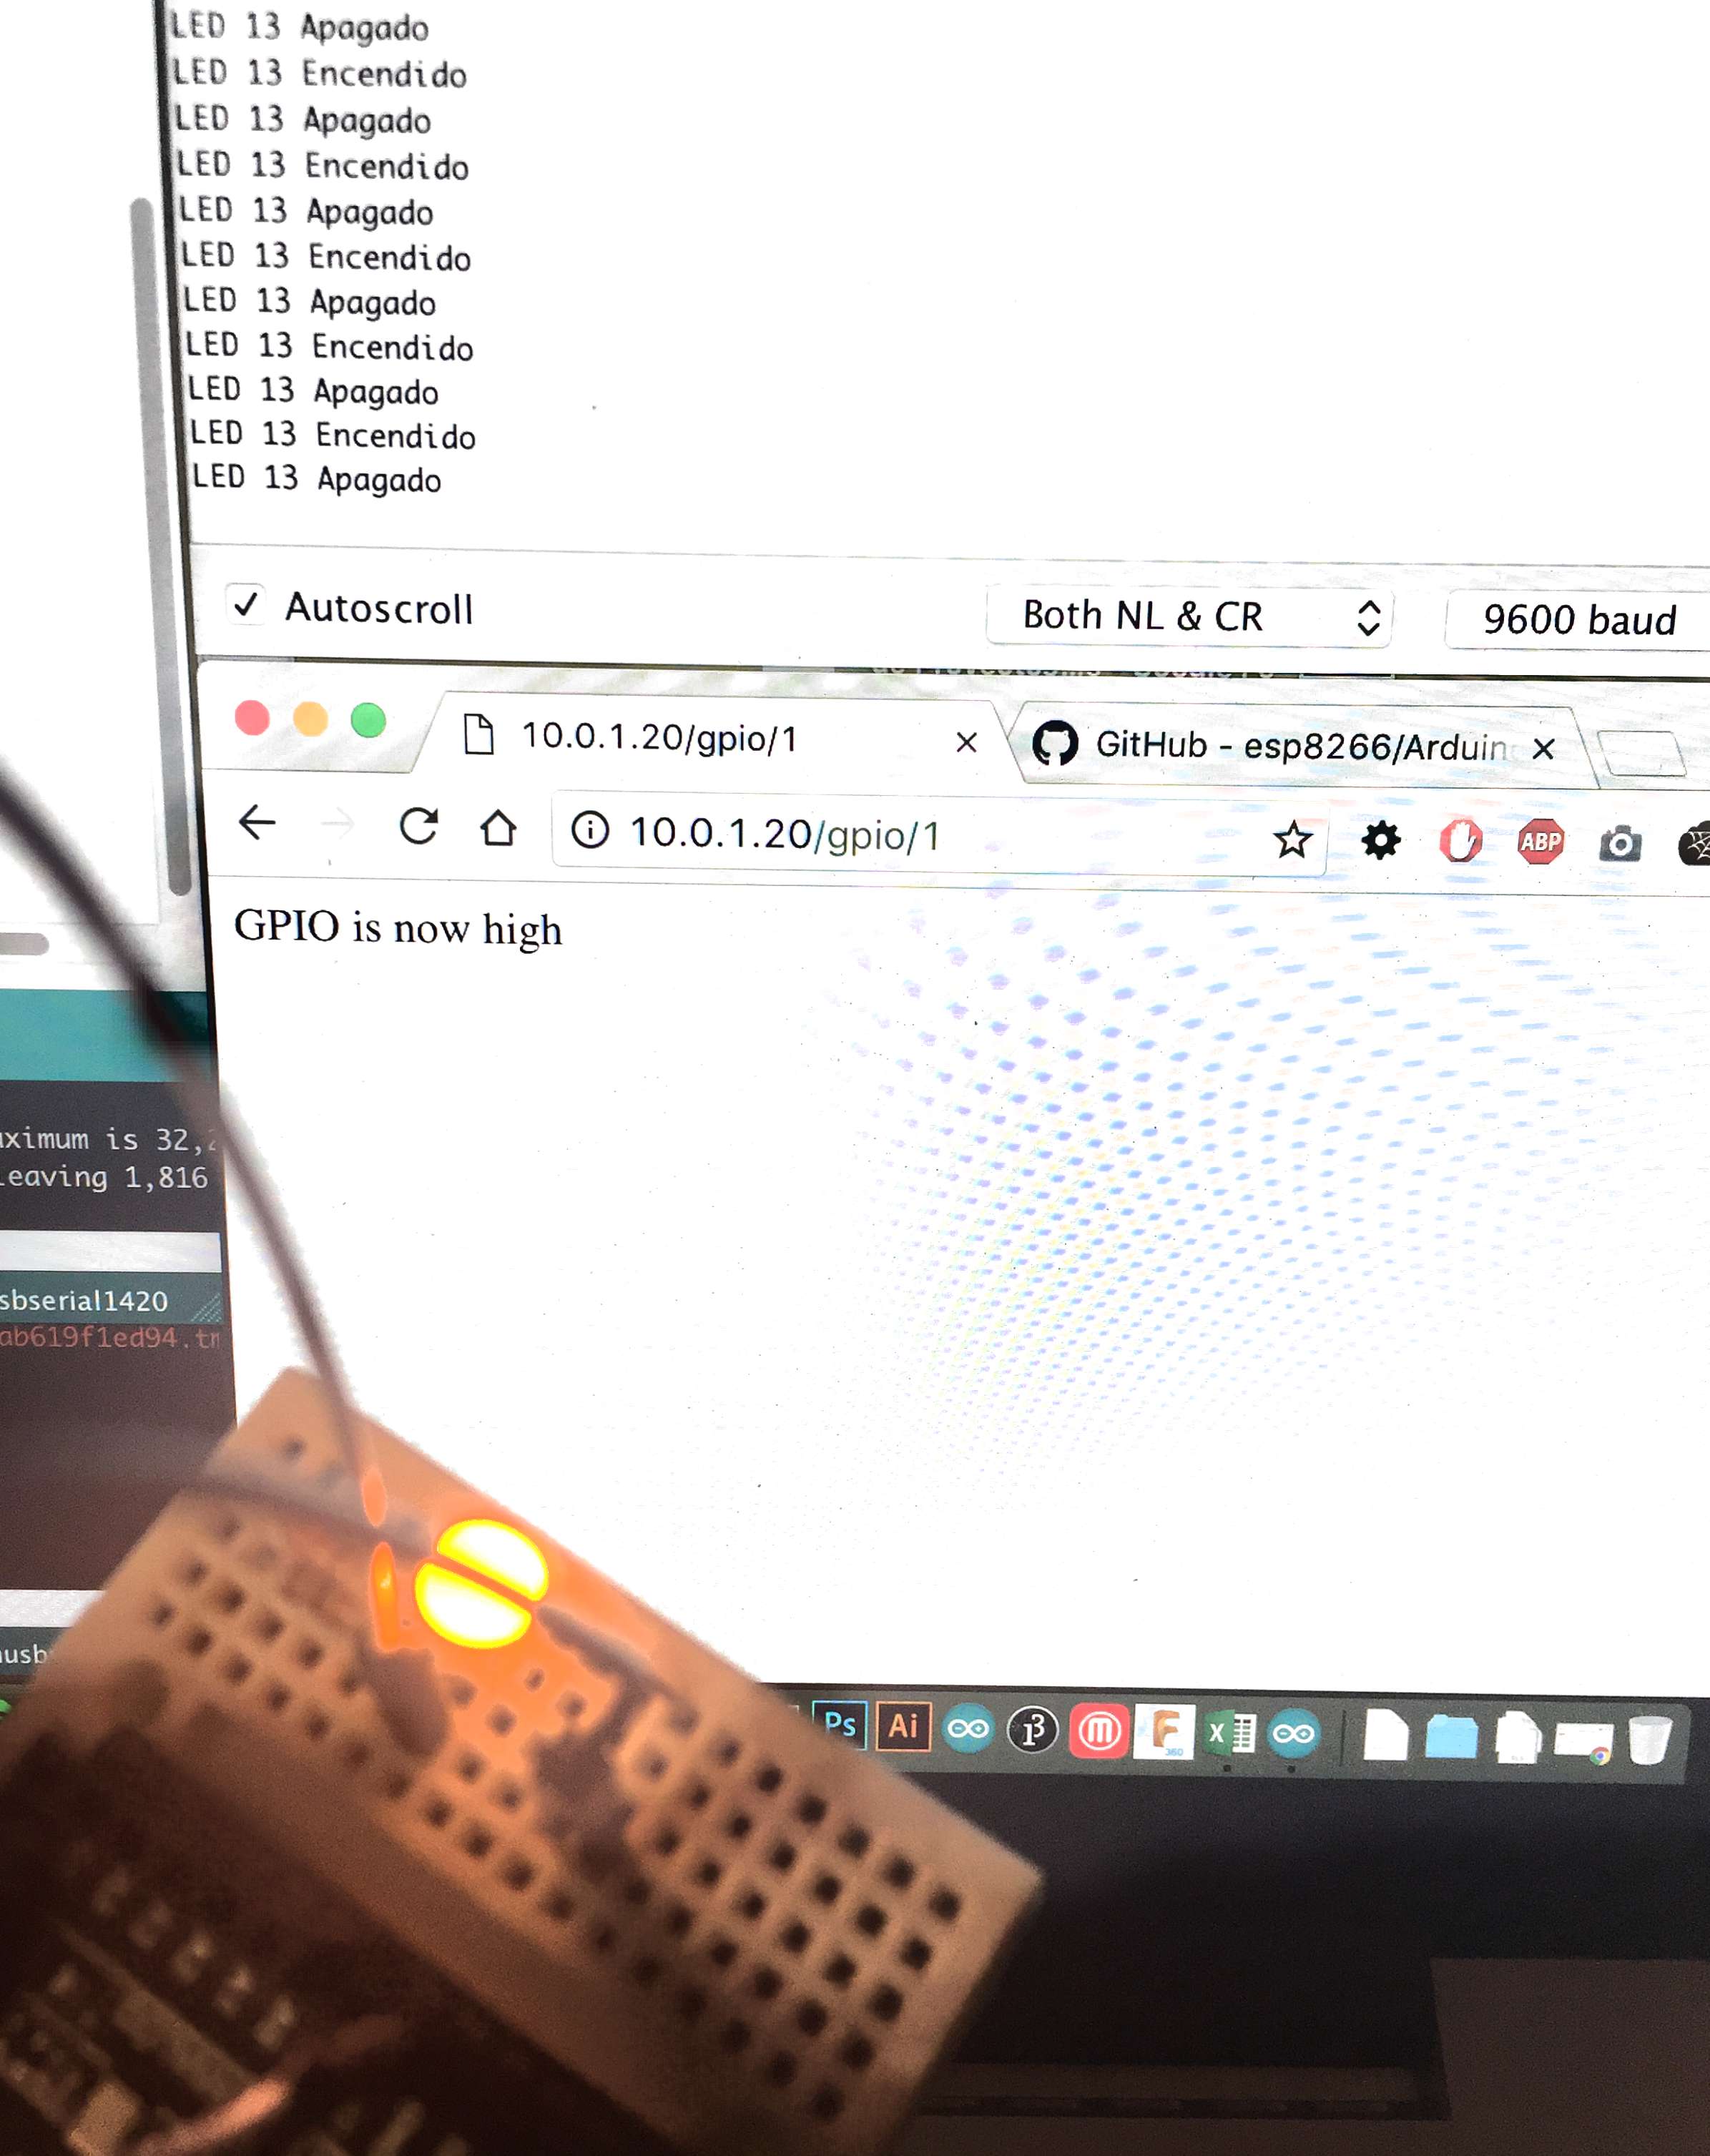 LED 13 Apagado
LED 13 Encendido
LED 13 Apagado
LED 13 Encendido
LED 13 Apagado
LED 13 Encendido
LED 13 Apagado
LED 13 Encendido
LED 13 Apagado
LED 13 Encendido
LED 13 Apagado
Autoscroll
Both NL & CR
9600 baud
10.0.1.20/gpio/1
GitHub - esp8266/Arduin
10.0.1.20/gpio/1
ABP
GPIO is now high
ximum is 32,
eaving 1,816
sbserial1420
ab619f1ed94.tm
usb
Ps
Ai
i3
m
F
360
X